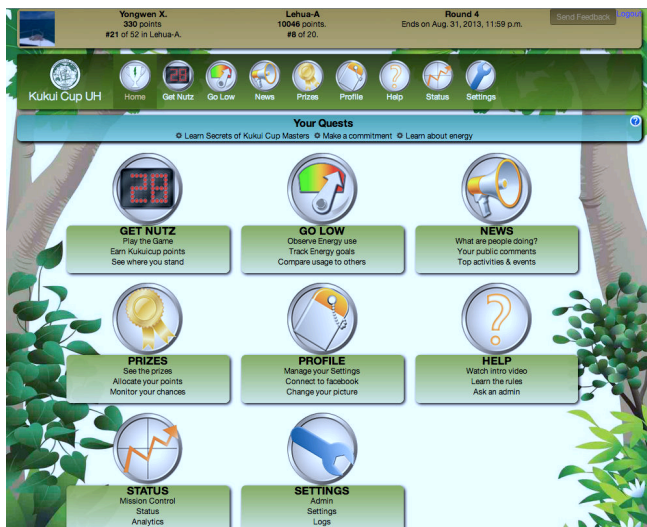 Yongwen X.
330 points
#21 of 52 in Lehua-A.
Lehua-A
10046 points.
#8 of 20.
Round 4
Ends on Aug. 31, 2013, 11:59 p.m.
Send Feedback
Logout
Kukui Cup UH
Home
Get Nutz
Go Low
News
Prizes
Profile
Help
Status
Settings
Your Quests
Learn Secrets of Kukui Cup Masters
Make a commitment
Learn about energy
?
28
GET NUTZ
Play the Game
Earn Kukuicup points
See where you stand
GO LOW
Observe Energy use
Track Energy goals
Compare usage to others
NEWS
What are people doing?
Your public comments
Top activities & events
PRIZES
See the prizes
Allocate your points
Monitor your chances
PROFILE
Manage your Settings
Connect to facebook
Change your picture
?
HELP
Watch intro video
Learn the rules
Ask an admin
STATUS
Mission Control
Status
Analytics
SETTINGS
Admin
Settings
Logs